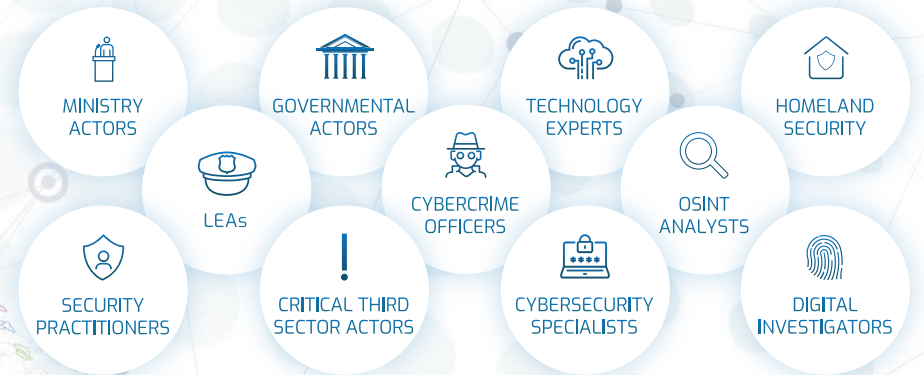 MINISTRY
ACTORS
GOVERNMENTAL
ACTORS
TECHNOLOGY
EXPERTS
HOMELAND
SECURITY
LEAs
CYBERCRIME
OFFICERS
OSINT
ANALYSTS
SECURITY
PRACTITIONERS
CRITICAL THIRD
SECTOR ACTORS
CYBERSECURITY
SPECIALISTS
DIGITAL
INVESTIGATORS